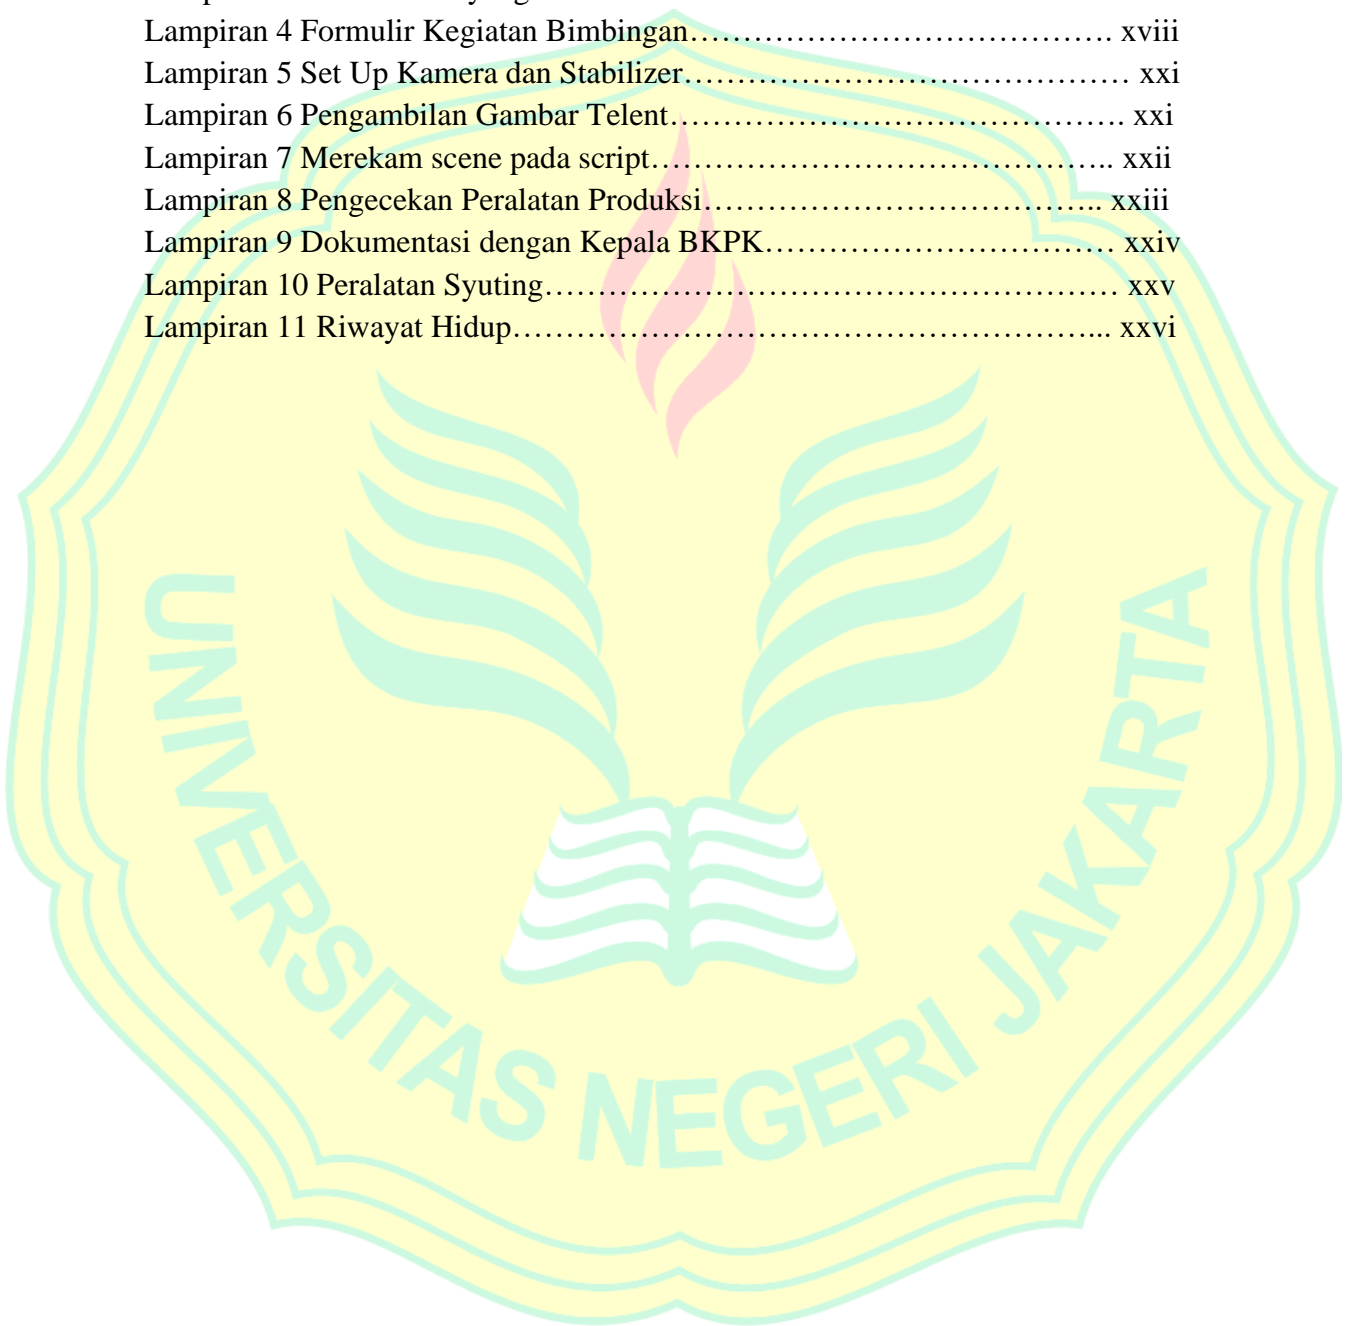 Lampiran 4 Formulir Kegiatan Bimbingan…………………………………. xviii
Lampiran 5 Set Up Kamera dan Stabilizer…………………………………… xxi
Lampiran 6 Pengambilan Gambar Telent……………………………………. xxi
Lampiran 7 Merekam scene pada script…………………………………….. xxii
Lampiran 8 Pengecekan Peralatan Produksi……………………………….. xxiii
Lampiran 9 Dokumentasi dengan Kepala BKPK…………………………… xxiv
Lampiran 10 Peralatan Syuting……………………………………………… xxv
Lampiran 11 Riwayat Hidup………………………………………………... xxvi
UNIVERSITAS NEGERI JAKARTA